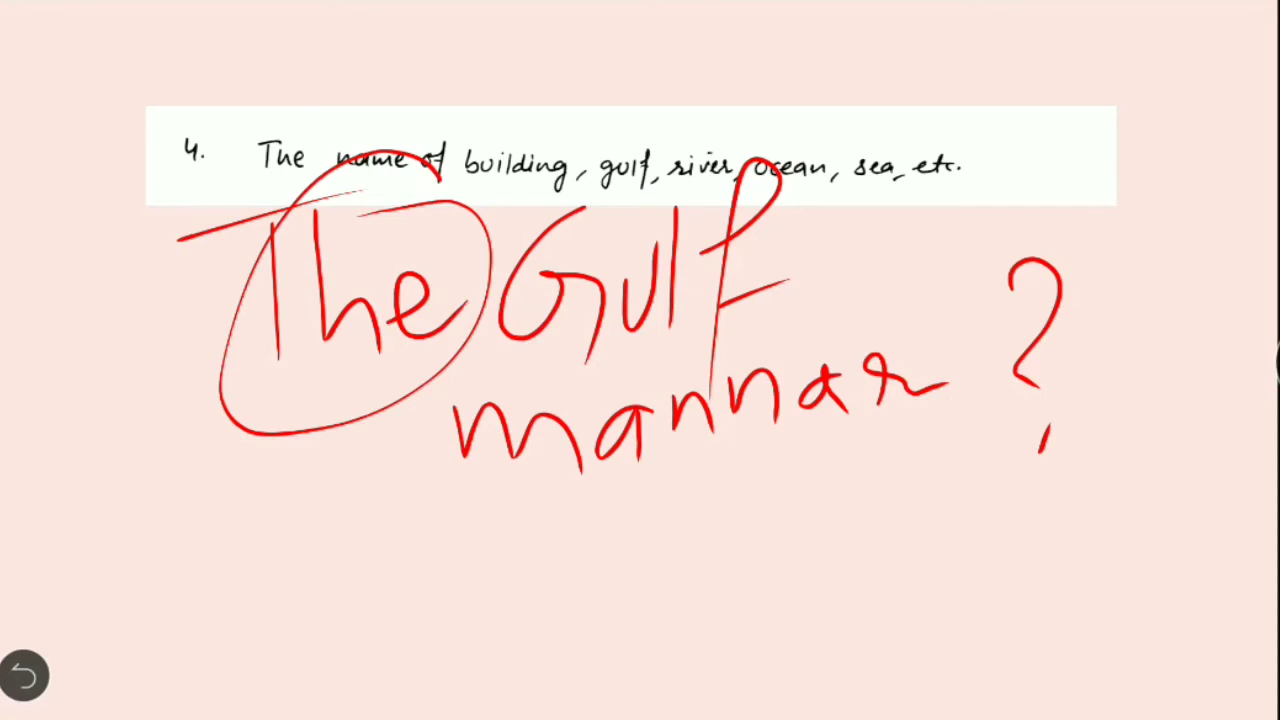 4. The name of building, gulf, river, ocean, sea, etc.
The Gulf
mannar ?